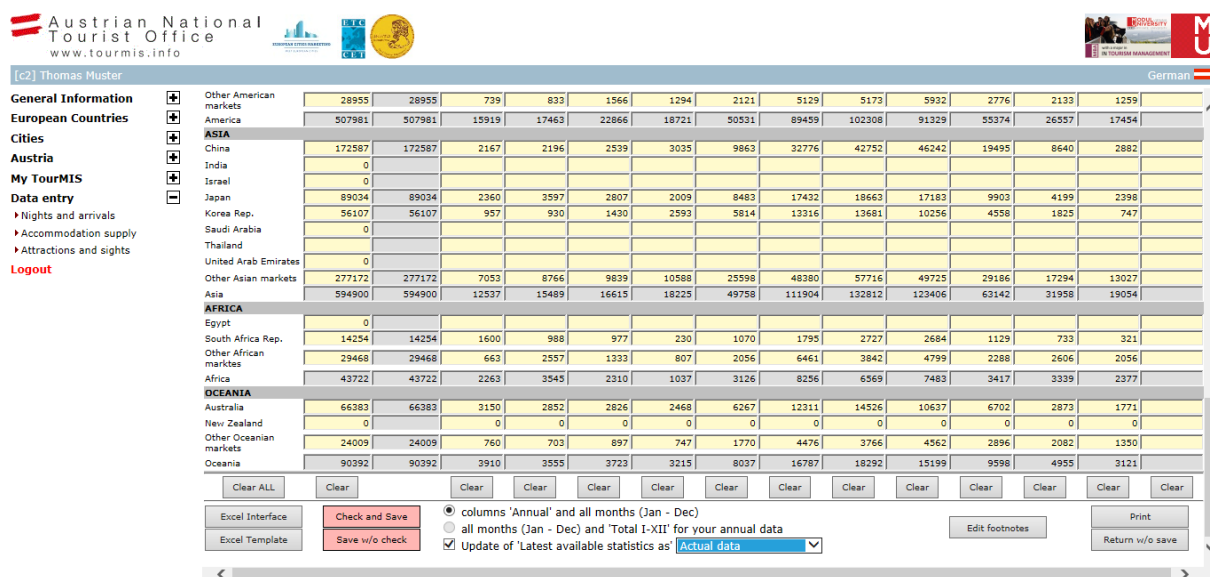 Austrian National
Tourist Office
www.tourmis.info
EUROPEAN CITIES MARKETING
ETC
CET
MODUL
UNIVERSITY
IN TOURISM MANAGEMENT
M
U
[c2] Thomas Muster German
General Information
European Countries
Cities
Austria
My TourMIS
Data entry
Nights and arrivals
Accommodation supply
Attractions and sights
Logout
Other American
markets 28955 28955 739 833 1566 1294 2121 5129 5173 5932 2776 2133 1259
America 507981 507981 15919 17463 22866 18721 50531 89459 102308 91329 55374 26557 17454
ASIA
China 172587 172587 2167 2196 2539 3035 9863 32776 42752 46242 19495 8640 2882
India 0
Israel 0
Japan 89034 89034 2360 3597 2807 2009 8483 17432 18663 17183 9903 4199 2398
Korea Rep. 56107 56107 957 930 1430 2593 5814 13316 13681 10256 4558 1825 747
Saudi Arabia 0
Thailand
United Arab Emirates 0
Other Asian markets 277172 277172 7053 8766 9839 10588 25598 48380 57716 49725 29186 17294 13027
Asia 594900 594900 12537 15489 16615 18225 49758 111904 132812 123406 63142 31958 19054
AFRICA
Egypt 0
South Africa Rep. 14254 14254 1600 988 977 230 1070 1795 2727 2684 1129 733 321
Other African
marktes 29468 29468 663 2557 1333 807 2056 6461 3842 4799 2288 2606 2056
Africa 43722 43722 2263 3545 2310 1037 3126 8256 6569 7483 3417 3339 2377
OCEANIA
Australia 66383 66383 3150 2852 2826 2468 6267 12311 14526 10637 6702 2873 1771
New Zealand 0 0 0 0 0 0 0 0 0 0 0 0
Other Oceanian
markets 24009 24009 760 703 897 747 1770 4476 3766 4562 2896 2082 1350
Oceania 90392 90392 3910 3555 3723 3215 8037 16787 18292 15199 9598 4955 3121
Clear ALL Clear Clear Clear Clear Clear Clear Clear Clear Clear Clear Clear Clear Clear
Excel Interface Check and Save columns 'Annual' and all months (Jan - Dec) Print
all months (Jan - Dec) and 'Total I-XII' for your annual data Edit footnotes
Excel Template Save w/o check Update of 'Latest available statistics as' Actual data Return w/o save